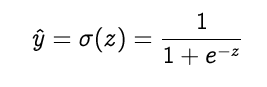 ŷ = σ(z) = 1 / (1 + e^{-z})